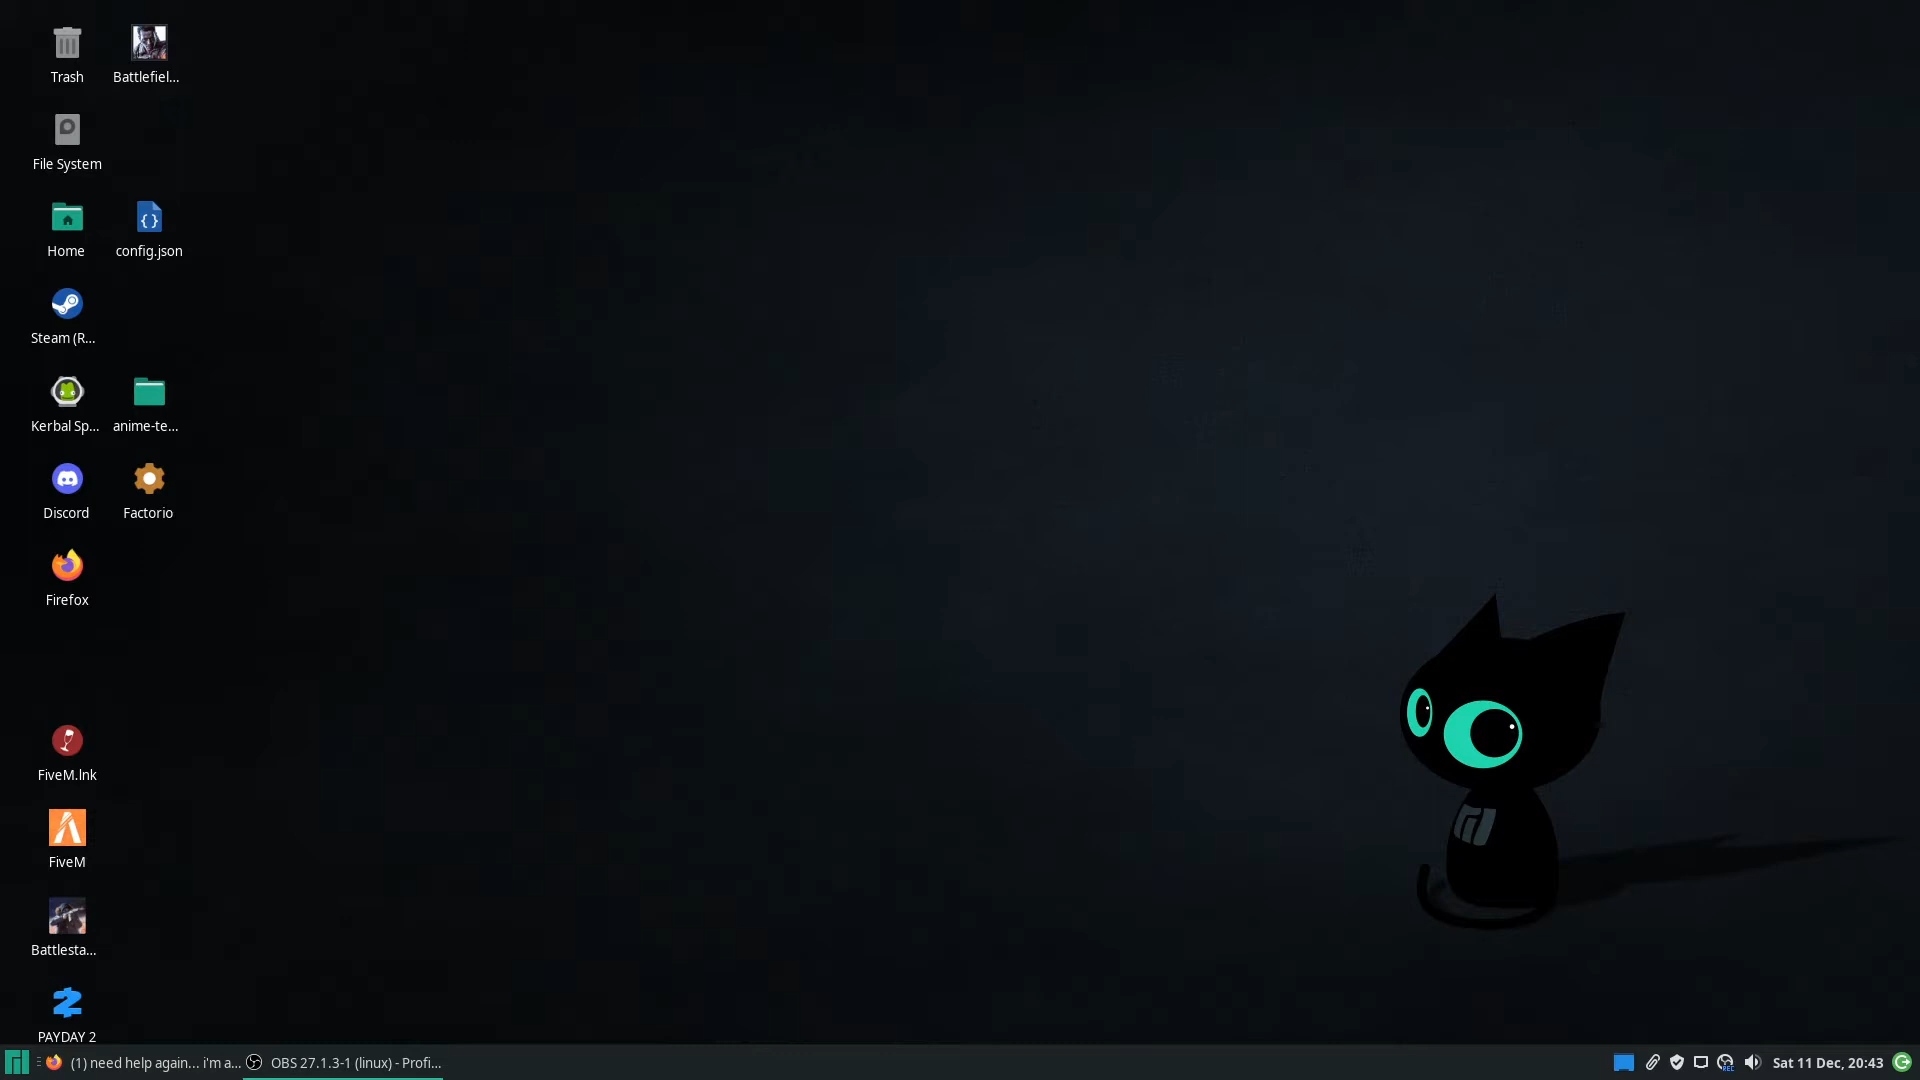 Trash
Battlefiel...
File System
Home
config.json
Steam (R...
Kerbal Sp...
anime-te...
Discord
Factorio
Firefox
FiveM.lnk
FiveM
Battlesta...
PAYDAY 2
(1) need help again... i'm a...
OBS 27.1.3-1 (linux) - Profi...
REC
Sat 11 Dec, 20:43